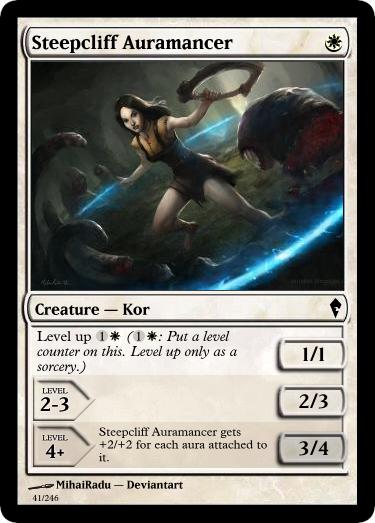 Steepcliff Auramancer
Creature — Kor
Level up 1 (1 : Put a level
counter on this. Level up only as a
sorcery.)
1/1
LEVEL
2-3
2/3
LEVEL
4+
Steepcliff Auramancer gets
+2/+2 for each aura attached to
it.
3/4
MihaiRadu — Deviantart
41/246